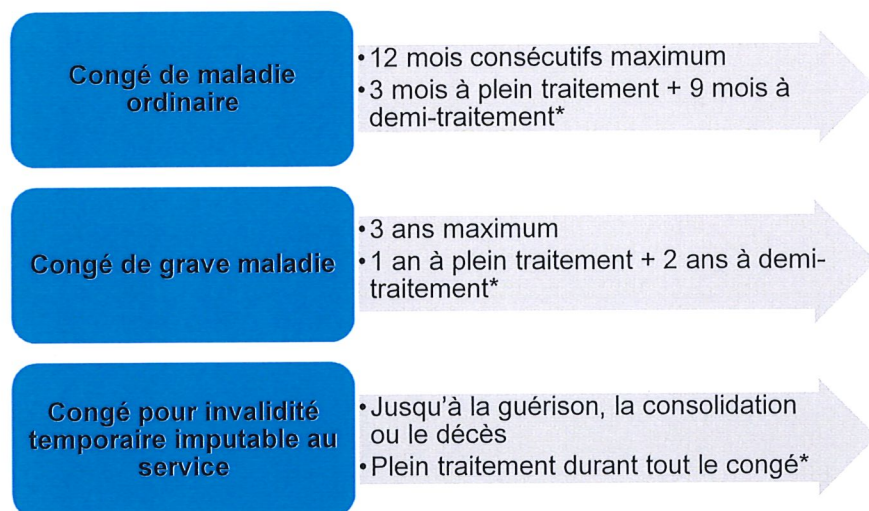 Congé de maladie
ordinaire
• 12 mois consécutifs maximum
• 3 mois à plein traitement + 9 mois à
demi-traitement*
Congé de grave maladie
• 3 ans maximum
• 1 an à plein traitement + 2 ans à demi-
traitement*
Congé pour invalidité
temporaire imputable au
service
• Jusqu'à la guérison, la consolidation
ou le décès
• Plein traitement durant tout le congé*